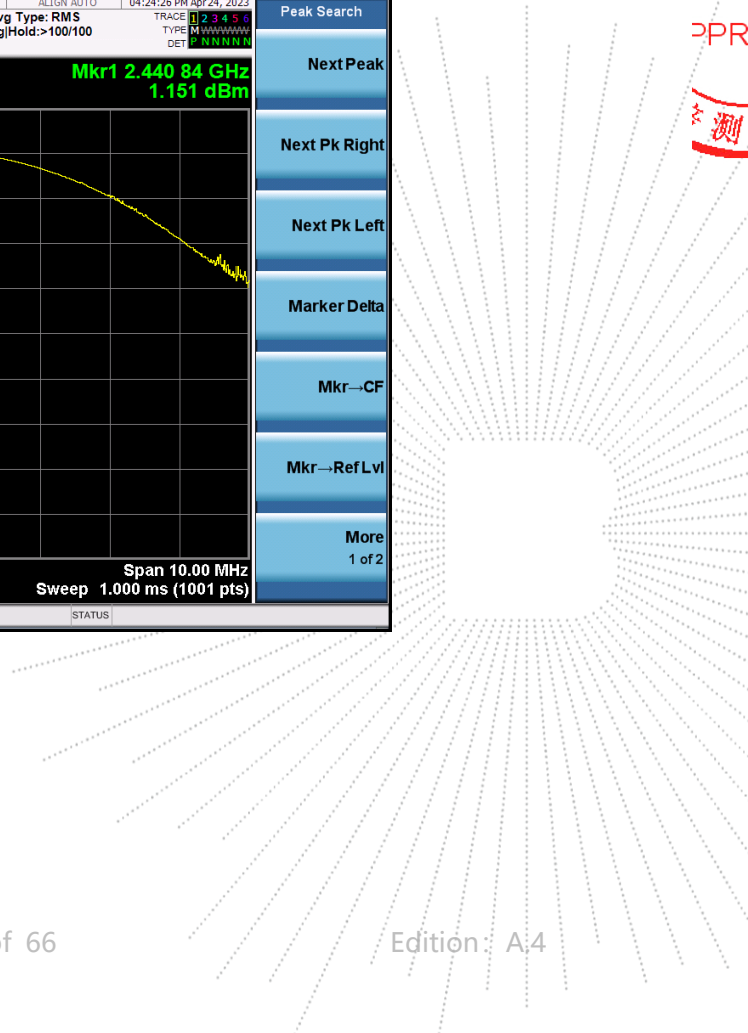 ALIGN AUTO
04:24:26 PM Apr 24, 2023
vg Type: RMS
g|Hold:>100/100
TRACE 1 2 3 4 5 6
TYPE M WWWWW
DET P N N N N N
Mkr1 2.440 84 GHz
1.151 dBm
Span 10.00 MHz
Sweep 1.000 ms (1001 pts)
STATUS
Peak Search
Next Peak
Next Pk Right
Next Pk Left
Marker Delta
Mkr→CF
Mkr→Ref Lvl
More
1 of 2
PPR
测
of 66
Edition: A.4